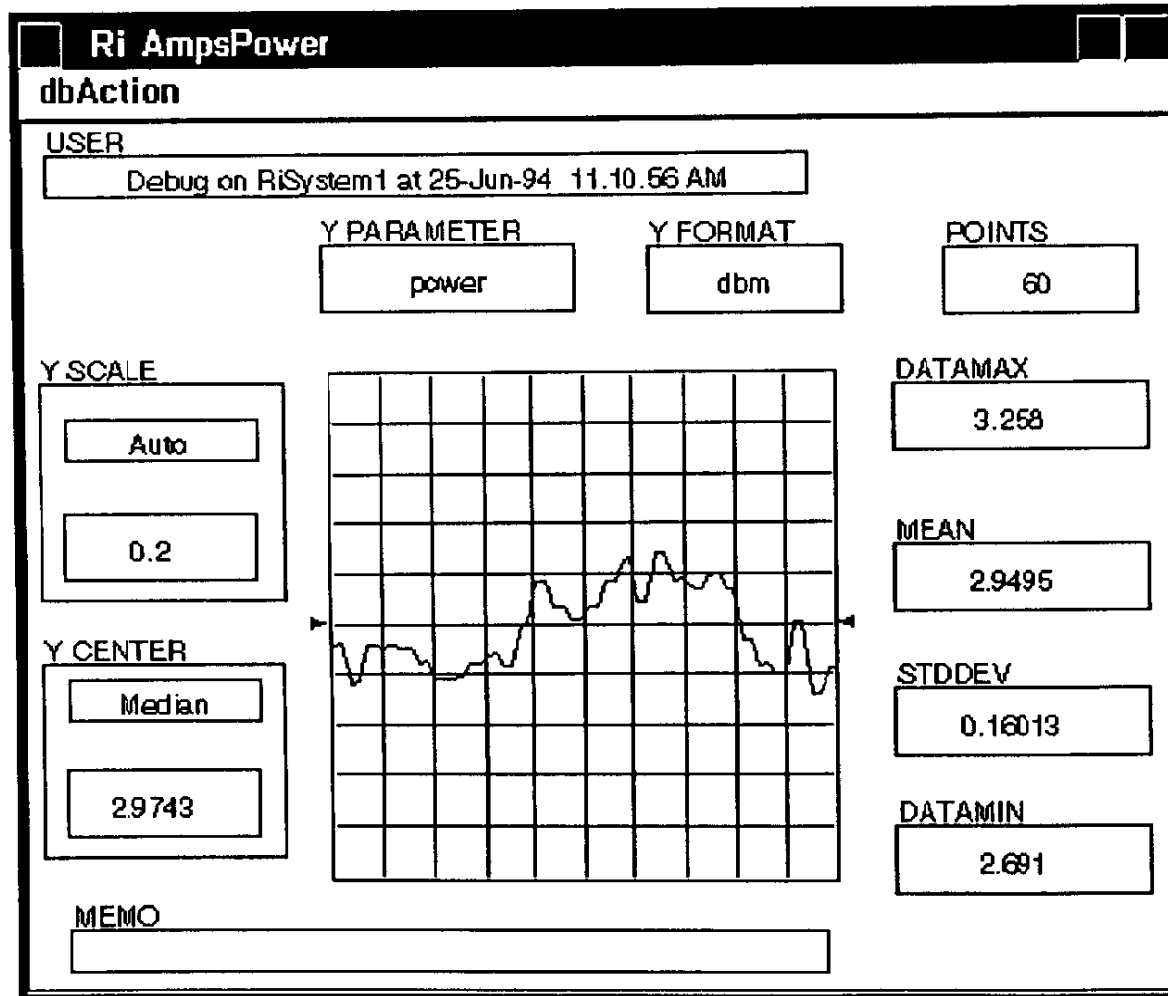 Ri AmpsPower
dbAction
USER
Debug on RiSystem1 at 25-Jun-94 11.10.56 AM
Y PARAMETER
power
Y FORMAT
dbm
POINTS
60
Y SCALE
Auto
0.2
Y CENTER
Median
2.9743
DATAMAX
3.258
MEAN
2.9495
STDDEV
0.16013
DATAMIN
2.691
MEMO